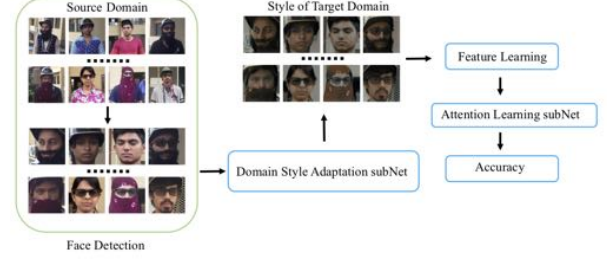 Source Domain
Style of Target Domain
Feature Learning
Attention Learning subNet
Domain Style Adaptation subNet
Accuracy
Face Detection